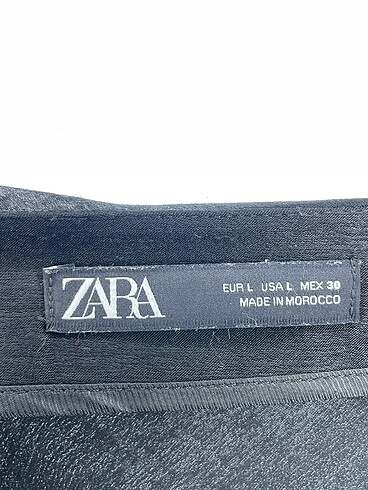 ZARA
EUR L USA L MEX 30
MADE IN MOROCCO